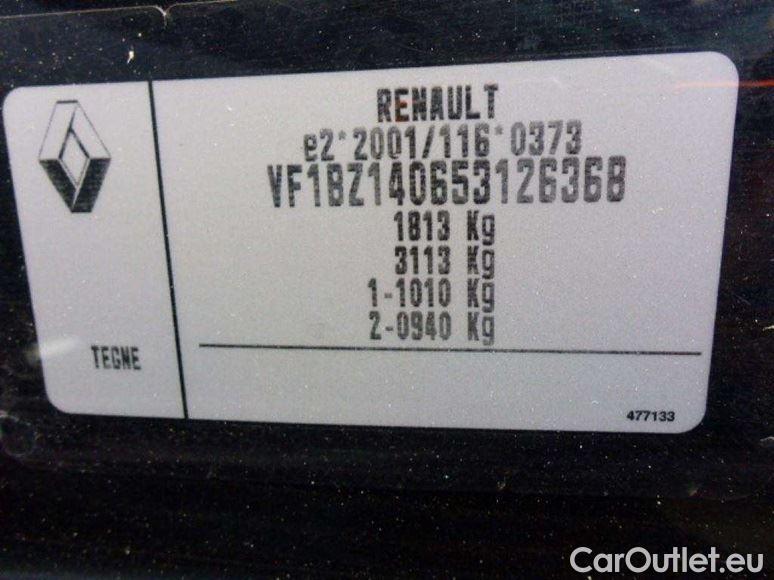 RENAULT
e2*2001/116*0373
VF1BZ140653126368
1813 Kg
3113 Kg
1-1010 Kg
2-0940 Kg
TEGNE
477133
CarOutlet.eu